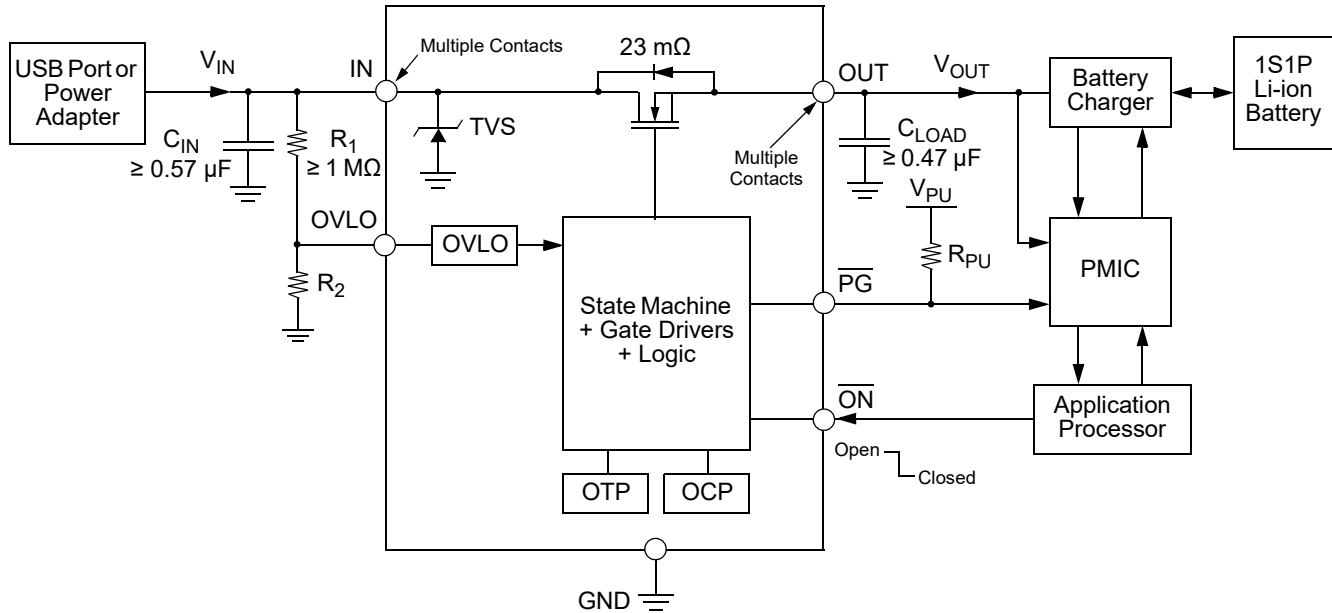 USB Port or
Power
Adapter
V_IN
C_IN
≥ 0.57 µF
R_1
≥ 1 MΩ
OVLO
R_2
IN
Multiple Contacts
TVS
23 mΩ
OVLO
State Machine
+ Gate Drivers
+ Logic
OTP
OCP
GND
OUT
Multiple
Contacts
V_OUT
C_LOAD
≥ 0.47 µF
V_PU
R_PU
P̅G̅
O̅N̅
Open
Closed
Battery
Charger
1S1P
Li-ion
Battery
PMIC
Application
Processor